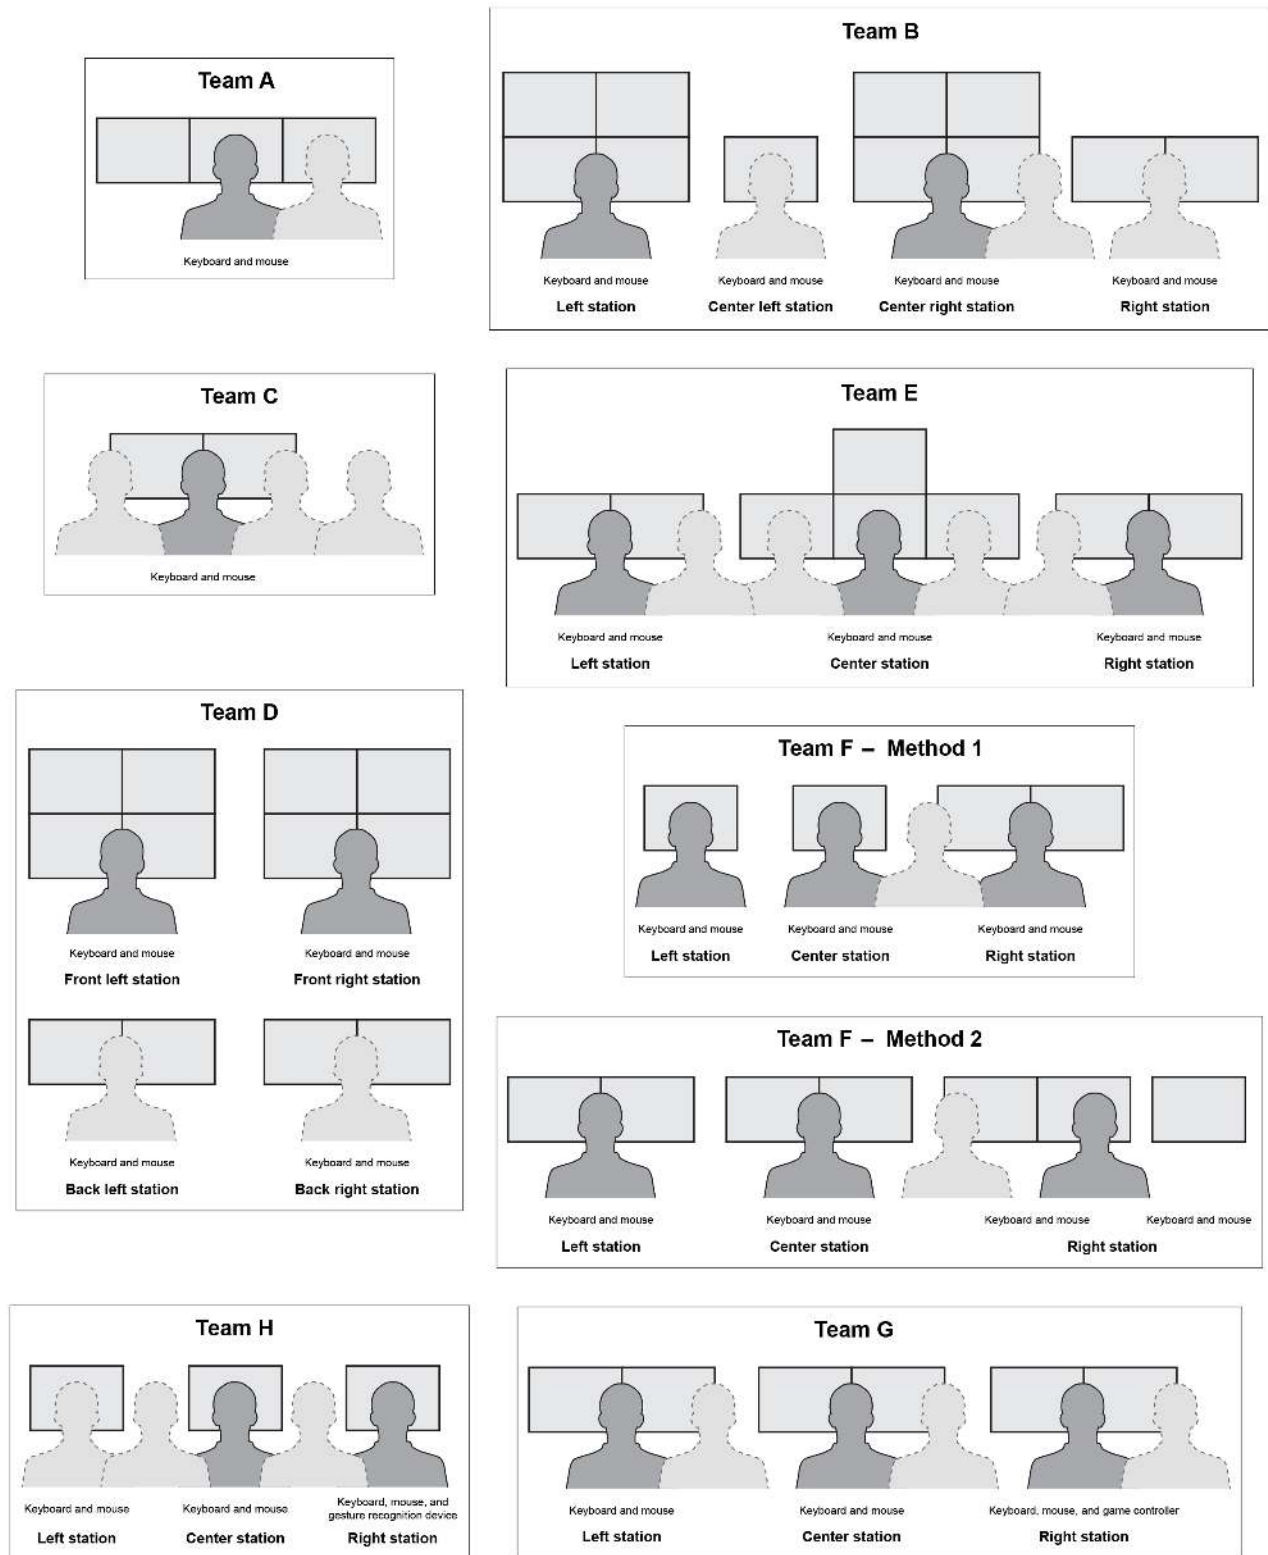 Team A
Keyboard and mouse
Team B
Keyboard and mouse
Left station
Keyboard and mouse
Center left station
Keyboard and mouse
Center right station
Keyboard and mouse
Right station
Team C
Keyboard and mouse
Team E
Keyboard and mouse
Left station
Keyboard and mouse
Center station
Keyboard and mouse
Right station
Team D
Keyboard and mouse
Front left station
Keyboard and mouse
Front right station
Keyboard and mouse
Back left station
Keyboard and mouse
Back right station
Team F – Method 1
Keyboard and mouse
Left station
Keyboard and mouse
Center station
Keyboard and mouse
Right station
Team F – Method 2
Keyboard and mouse
Left station
Keyboard and mouse
Center station
Keyboard and mouse
Keyboard and mouse
Right station
Team H
Keyboard and mouse
Left station
Keyboard and mouse
Center station
Keyboard, mouse, and
gesture recognition device
Right station
Team G
Keyboard and mouse
Left station
Keyboard and mouse
Center station
Keyboard, mouse, and game controller
Right station